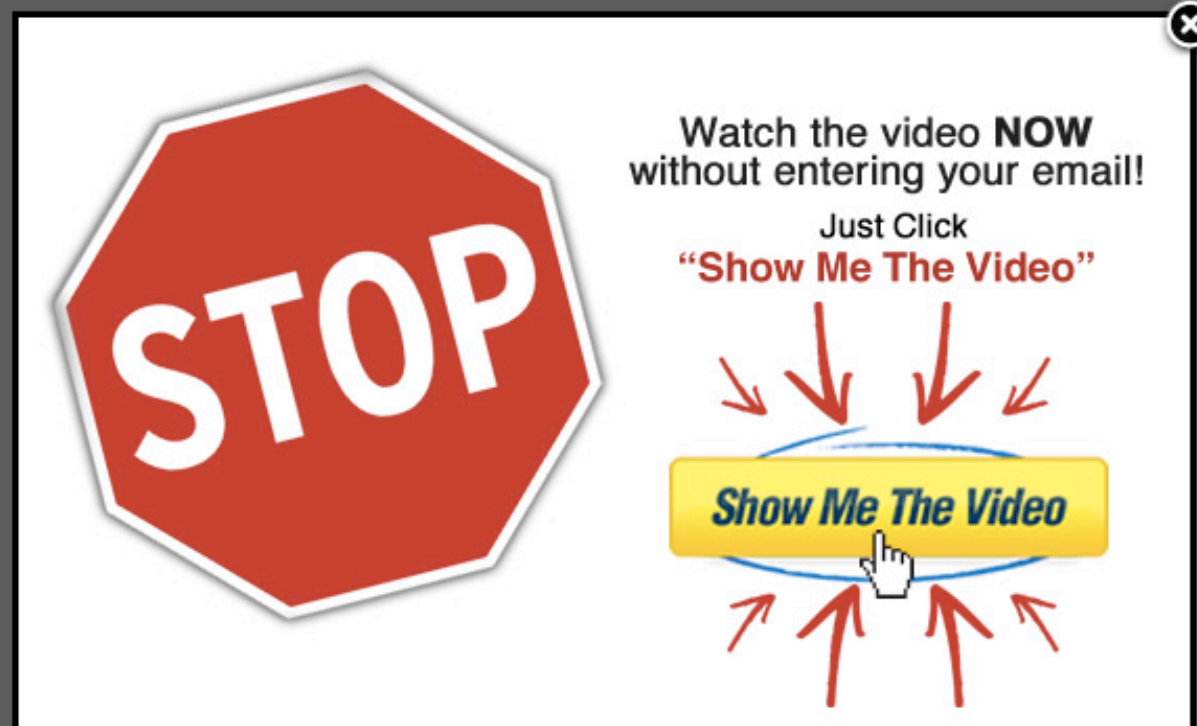 STOP
Watch the video NOW
without entering your email!
Just Click
“Show Me The Video”
Show Me The Video